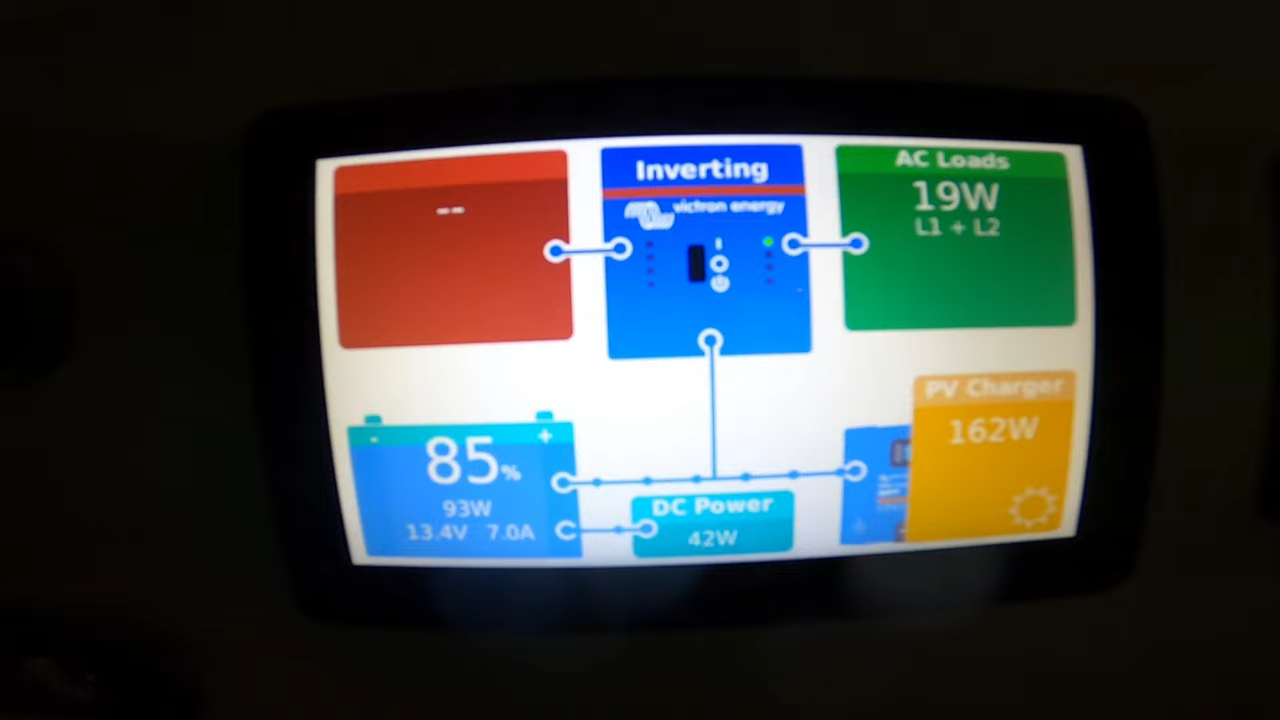 --
Inverting
victron energy
AC Loads
19W
L1 + L2
85%
93W
13.4V 7.0A
DC Power
42W
PV Charger
162W